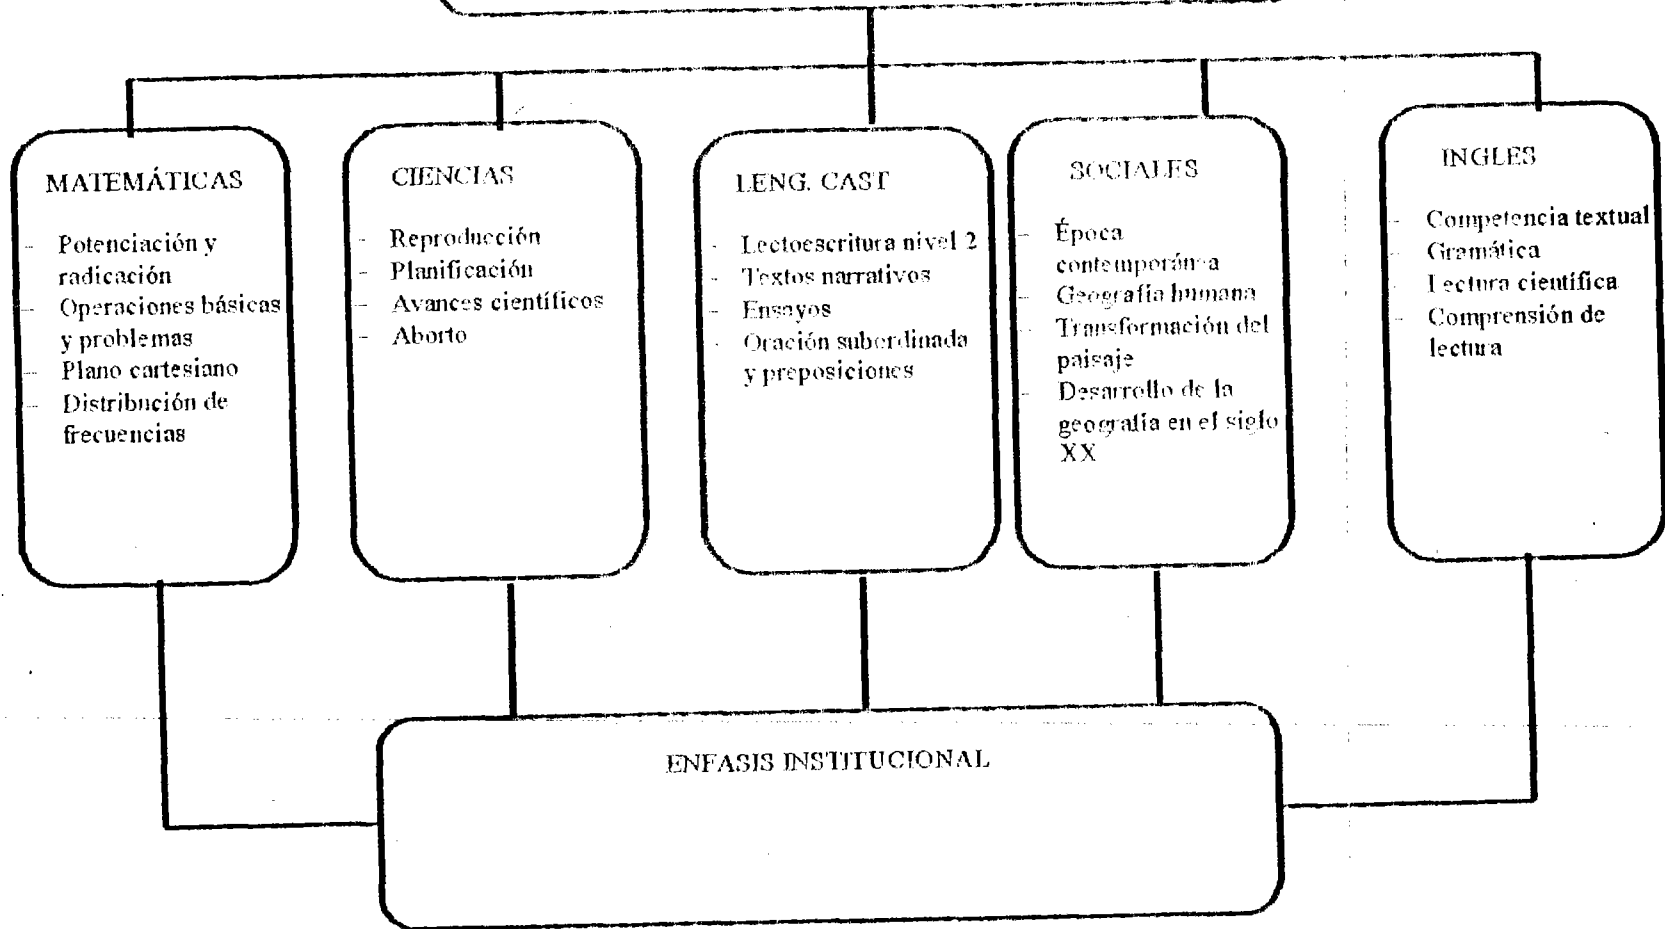 MATEMÁTICAS
- Potenciación y
radicación
- Operaciones básicas
y problemas
- Plano cartesiano
- Distribución de
frecuencias
CIENCIAS
- Reproducción
- Planificación
- Avances científicos
- Aborto
LENG. CAST
- Lectoescritura nivel 2
- Textos narrativos
- Ensayos
- Oración subordinada
y preposiciones
SOCIALES
- Época
contemporánea
- Geografía humana
- Transformación del
paisaje
- Desarrollo de la
geografía en el siglo
XX
INGLES
- Competencia textual
- Gramática
- Lectura científica
- Comprensión de
lectura
ENFASIS INSTITUCIONAL